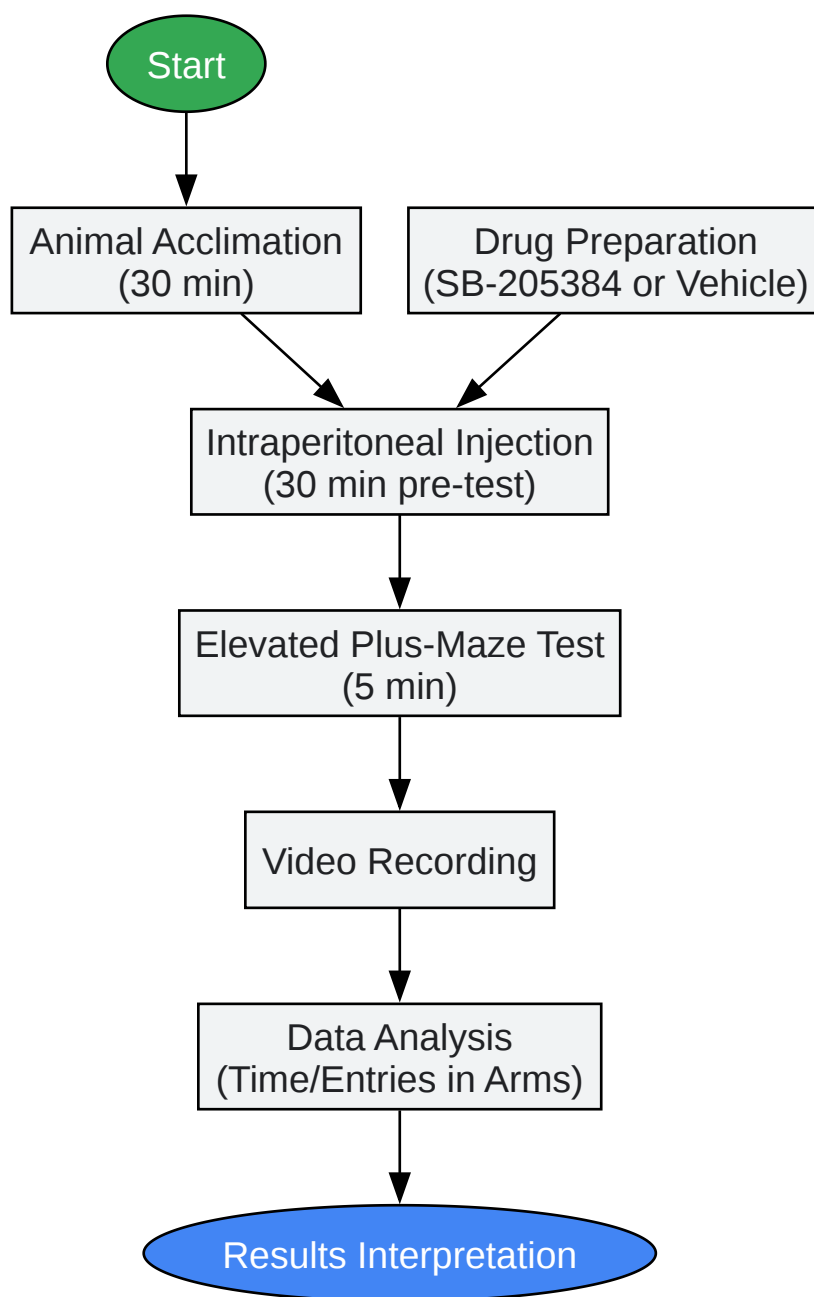 Start
Animal Acclimation
(30 min)
Drug Preparation
(SB-205384 or Vehicle)
Intraperitoneal Injection
(30 min pre-test)
Elevated Plus-Maze Test
(5 min)
Video Recording
Data Analysis
(Time/Entries in Arms)
Results Interpretation